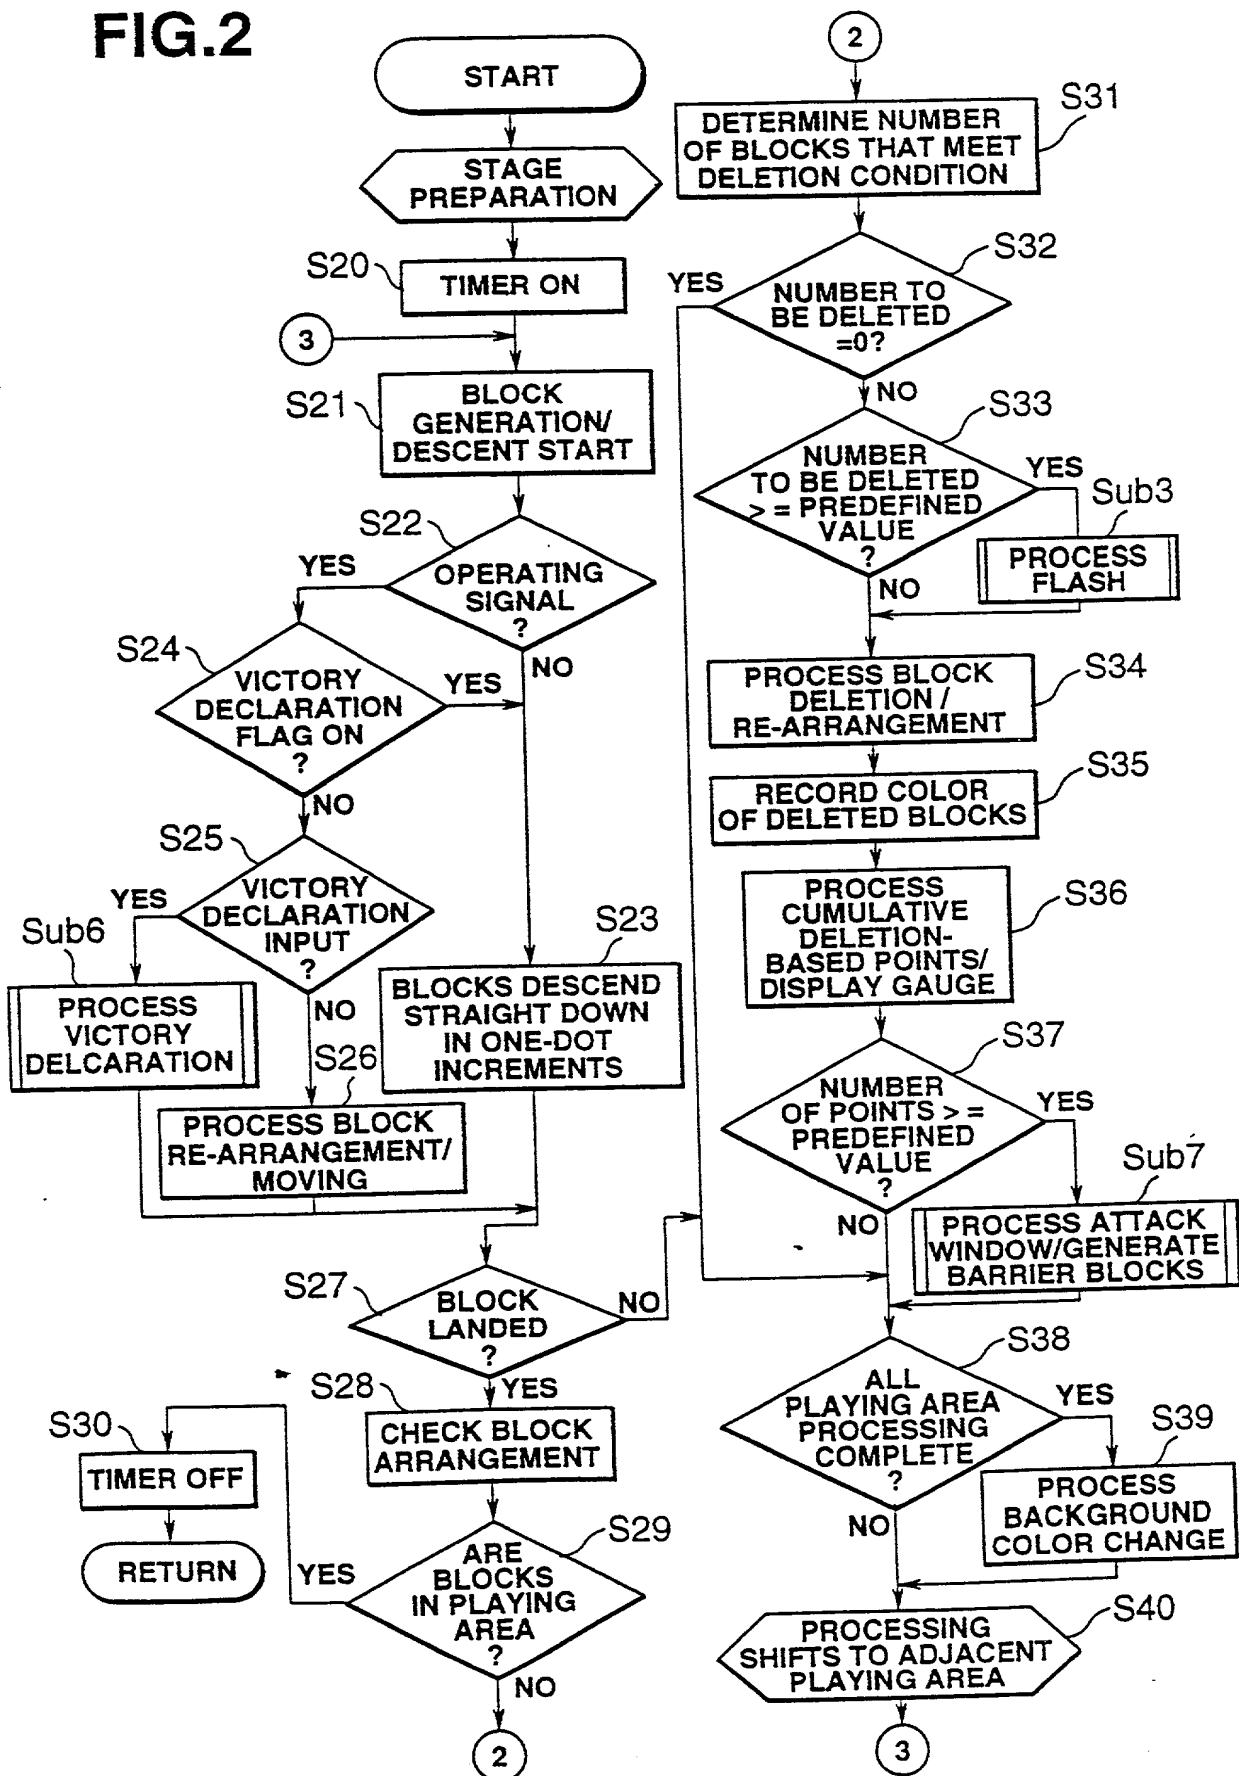 FIG.2
START
STAGE
PREPARATION
S20
TIMER ON
3
S21
BLOCK
GENERATION/
DESCENT START
S22
YES
OPERATING
SIGNAL
?
NO
S24
VICTORY
DECLARATION
FLAG ON
?
YES
NO
S25
YES
VICTORY
DECLARATION
INPUT
?
NO
Sub6
PROCESS
VICTORY
DELCARATION
S26
PROCESS BLOCK
RE-ARRANGEMENT/
MOVING
S23
BLOCKS DESCEND
STRAIGHT DOWN
IN ONE-DOT
INCREMENTS
S27
BLOCK
LANDED
?
NO
YES
S28
CHECK BLOCK
ARRANGEMENT
S29
ARE
BLOCKS
IN PLAYING
AREA
?
YES
NO
S30
TIMER OFF
RETURN
2
2
S31
DETERMINE NUMBER
OF BLOCKS THAT MEET
DELETION CONDITION
S32
YES
NUMBER TO
BE DELETED
=0?
NO
S33
NUMBER
TO BE DELETED
> = PREDEFINED
VALUE
?
YES
NO
Sub3
PROCESS
FLASH
S34
PROCESS BLOCK
DELETION /
RE-ARRANGEMENT
S35
RECORD COLOR
OF DELETED BLOCKS
S36
PROCESS
CUMULATIVE
DELETION-
BASED POINTS/
DISPLAY GAUGE
S37
NUMBER
OF POINTS > =
PREDEFINED
VALUE
?
YES
NO
Sub7
PROCESS ATTACK
WINDOW/GENERATE
BARRIER BLOCKS
S38
ALL
PLAYING AREA
PROCESSING
COMPLETE
?
YES
NO
S39
PROCESS
BACKGROUND
COLOR CHANGE
S40
PROCESSING
SHIFTS TO ADJACENT
PLAYING AREA
3